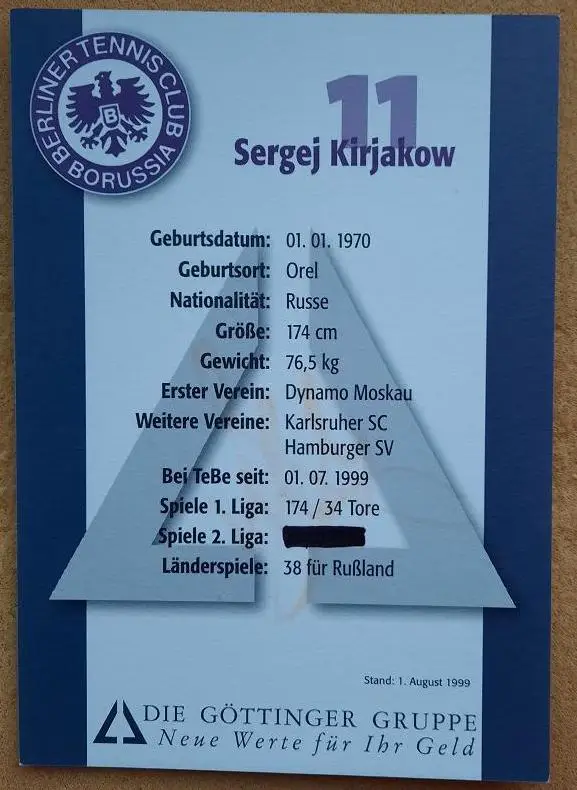 BERLINER TENNISCLUB
BORUSSIA
B
11
Sergej Kirjakow
Geburtsdatum: 01. 01. 1970
Geburtsort: Orel
Nationalität: Russe
Größe: 174 cm
Gewicht: 76,5 kg
Erster Verein: Dynamo Moskau
Weitere Vereine: Karlsruher SC
Hamburger SV
Bei TeBe seit: 01. 07. 1999
Spiele 1. Liga: 174 / 34 Tore
Spiele 2. Liga:
Länderspiele: 38 für Rußland
Stand: 1. August 1999
DIE GÖTTINGER GRUPPE
Neue Werte für Ihr Geld